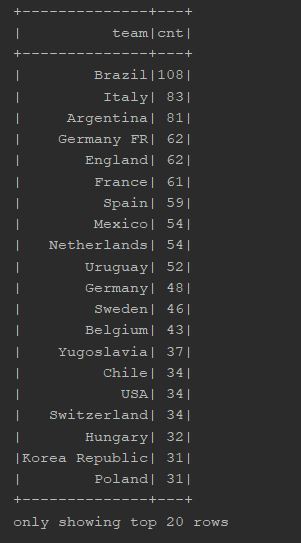 +--------------+---+
|          team|cnt|
+--------------+---+
|        Brazil|108|
|         Italy| 83|
|     Argentina| 81|
|    Germany FR| 62|
|       England| 62|
|        France| 61|
|         Spain| 59|
|        Mexico| 54|
|   Netherlands| 54|
|       Uruguay| 52|
|       Germany| 48|
|        Sweden| 46|
|       Belgium| 43|
|    Yugoslavia| 37|
|         Chile| 34|
|           USA| 34|
|   Switzerland| 34|
|       Hungary| 32|
|Korea Republic| 31|
|        Poland| 31|
+--------------+---+
only showing top 20 rows